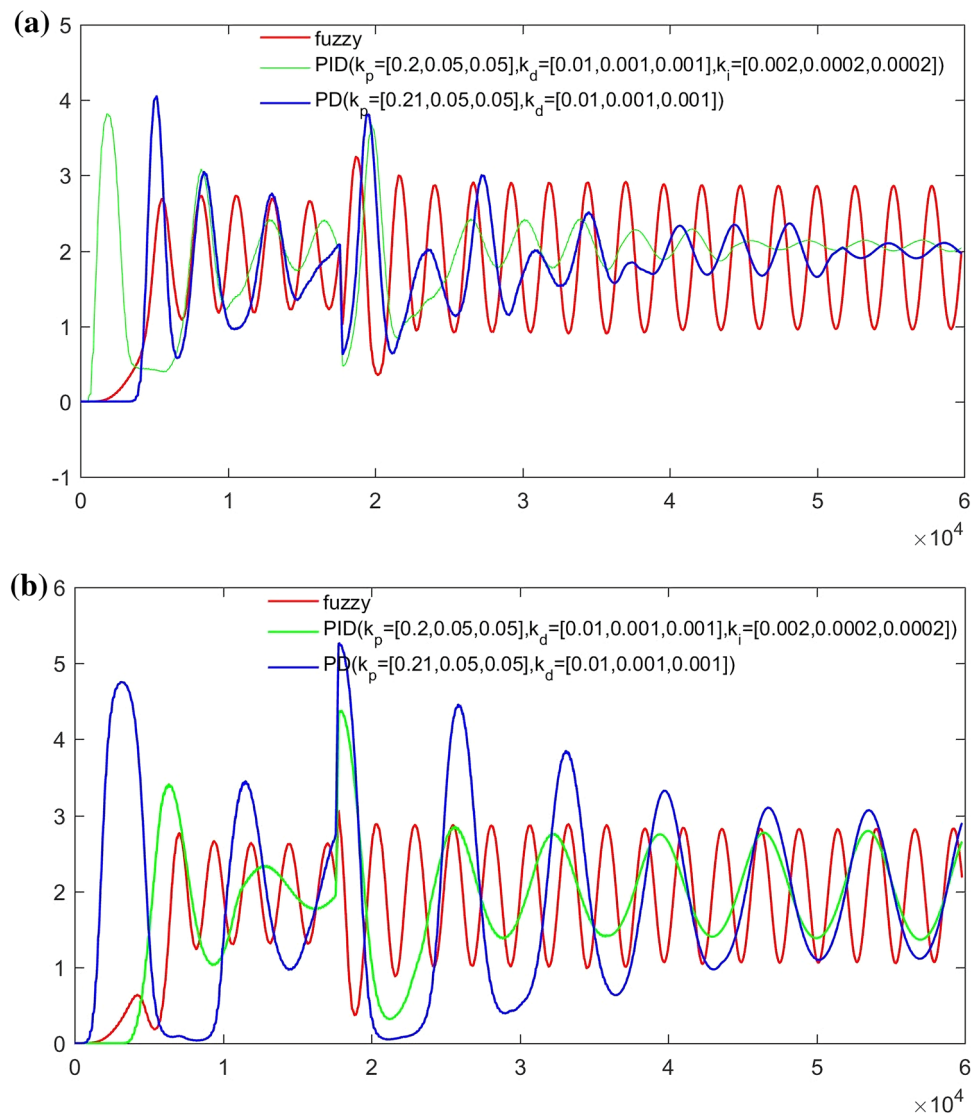 (a)
5
fuzzy
PID(kp=[0.2,0.05,0.05],kd=[0.01,0.001,0.001],ki=[0.002,0.0002,0.0002])
4
PD(kp=[0.21,0.05,0.05],kd=[0.01,0.001,0.001])
3
2
1
0
-1
0 1 2 3 4 5 6
×10^4
(b)
6
fuzzy
PID(kp=[0.2,0.05,0.05],kd=[0.01,0.001,0.001],ki=[0.002,0.0002,0.0002])
5
PD(kp=[0.21,0.05,0.05],kd=[0.01,0.001,0.001])
4
3
2
1
0
0 1 2 3 4 5 6
×10^4